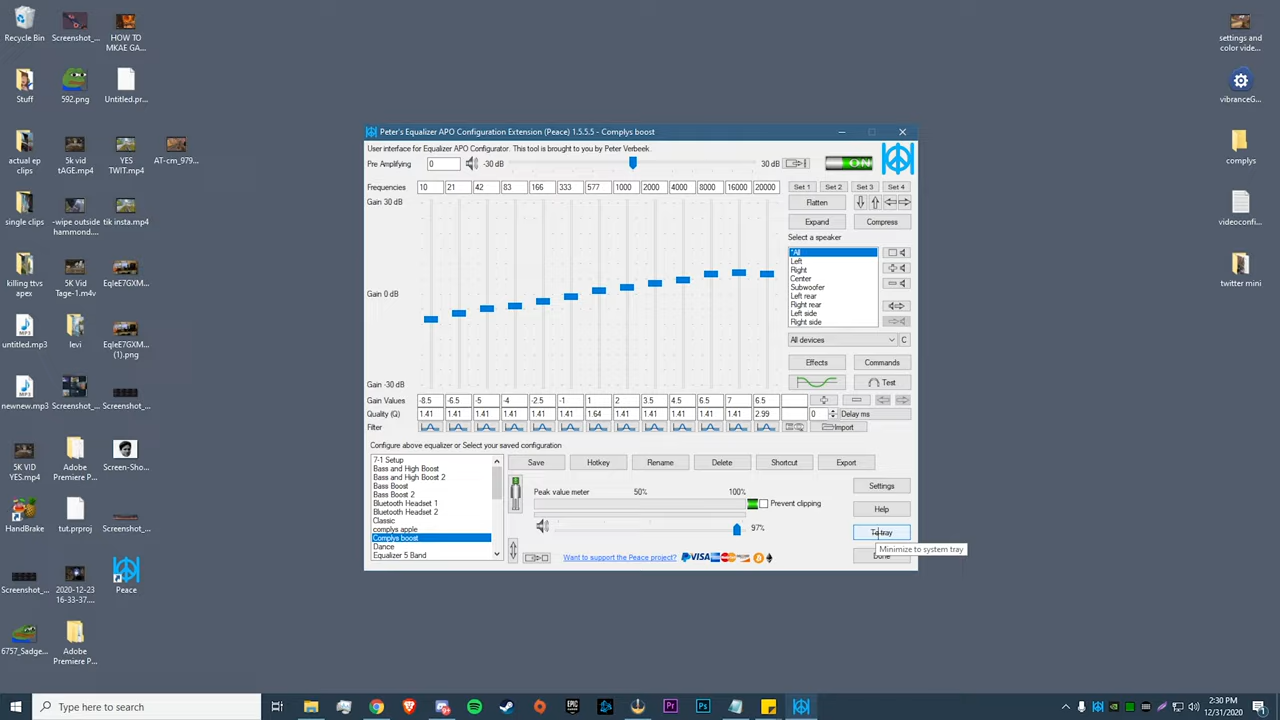 Recycle Bin
Screenshot_...
HOW TO
MKAE GA...
Stuff
592.png
Untitled.pr...
actual ep
clips
5k vid
tAGE.mp4
YES
TWIT.mp4
AT-cm_979...
single clips
-wipe outside
hammond....
tik insta.mp4
killing ttvs
apex
5K Vid
Tage-1.m4v
EqleE7GXM...
untitled.mp3
levi
EqleE7GXM...
(1).png
newnew.mp3
Screenshot_...
Screenshot_...
5K VID
YES.mp4
Adobe
Premiere P...
Screen-Sho...
HandBrake
tut.prproj
Screenshot_...
Screenshot_...
2020-12-23
16-33-37....
Peace
6757_Sadge...
Adobe
Premiere P...
settings and
color vide...
vibranceG...
complys
videoconfi...
twitter mini
Peter's Equalizer APO Configuration Extension (Peace) 1.5.5.5 - Complys boost
User interface for Equalizer APO Configurator. This tool is brought to you by Peter Verbeek.
Pre Amplifying 0 -30 dB 30 dB ON
Frequencies 10 21 42 83 166 333 577 1000 2000 4000 8000 16000 20000 Set 1 Set 2 Set 3 Set 4
Gain 30 dB Flatten
Expand Compress
Select a speaker
*All
Left
Right
Center
Subwoofer
Left rear
Right rear
Left side
Right side
Gain 0 dB
All devices C
Effects Commands
Gain -30 dB Test
Gain Values -8.5 -6.5 -5 -4 -2.5 -1 1 2 3.5 4.5 6.5 7 6.5
Quality (Q) 1.41 1.41 1.41 1.41 1.41 1.41 1.64 1.41 1.41 1.41 1.41 1.41 2.99 0 Delay ms
Filter Import
Configure above equalizer or Select your saved configuration
7-1 Setup
Bass and High Boost
Bass and High Boost 2
Bass Boost
Bass Boost 2
Bluetooth Headset 1
Bluetooth Headset 2
Classic
complys apple
Complys boost
Dance
Equalizer 5 Band
Save Hotkey Rename Delete Shortcut Export
Peak value meter 50% 100% Prevent clipping
97%
Want to support the Peace project?
VISA
Settings
Help
To tray
Minimize to system tray
Done
Type here to search
EPIC
Pr
Ps
2:30 PM
12/31/2020